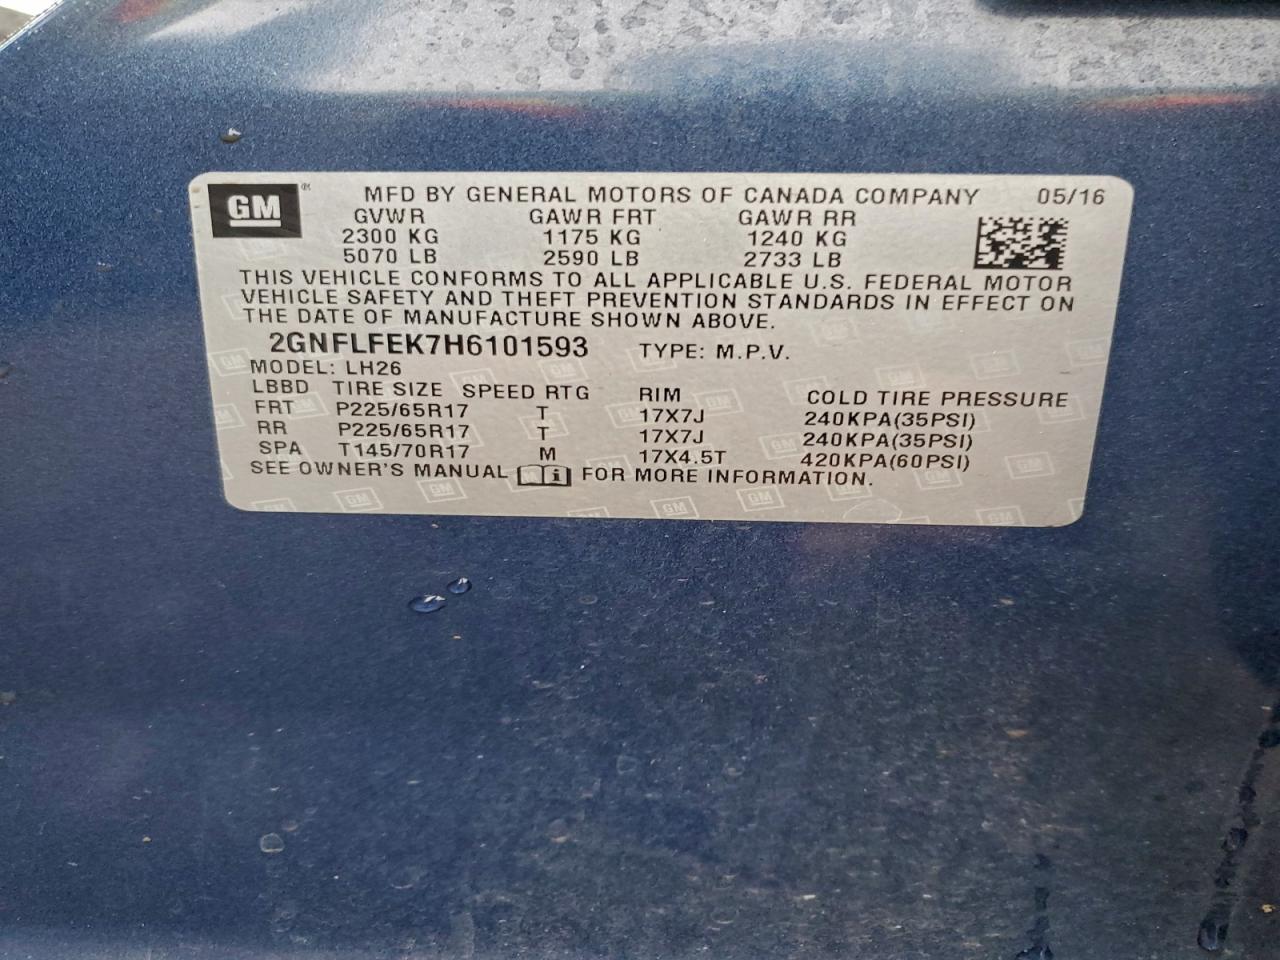 GM ® MFD BY GENERAL MOTORS OF CANADA COMPANY 05/16
GVWR GAWR FRT GAWR RR
2300 KG 1175 KG 1240 KG
5070 LB 2590 LB 2733 LB
THIS VEHICLE CONFORMS TO ALL APPLICABLE U.S. FEDERAL MOTOR
VEHICLE SAFETY AND THEFT PREVENTION STANDARDS IN EFFECT ON
THE DATE OF MANUFACTURE SHOWN ABOVE.
2GNFLFEK7H6101593 TYPE: M.P.V.
MODEL: LH26
LBBD TIRE SIZE SPEED RTG RIM COLD TIRE PRESSURE
FRT P225/65R17 T 17X7J 240KPA(35PSI)
RR P225/65R17 T 17X7J 240KPA(35PSI)
SPA T145/70R17 M 17X4.5T 420KPA(60PSI)
SEE OWNER'S MANUAL i FOR MORE INFORMATION.